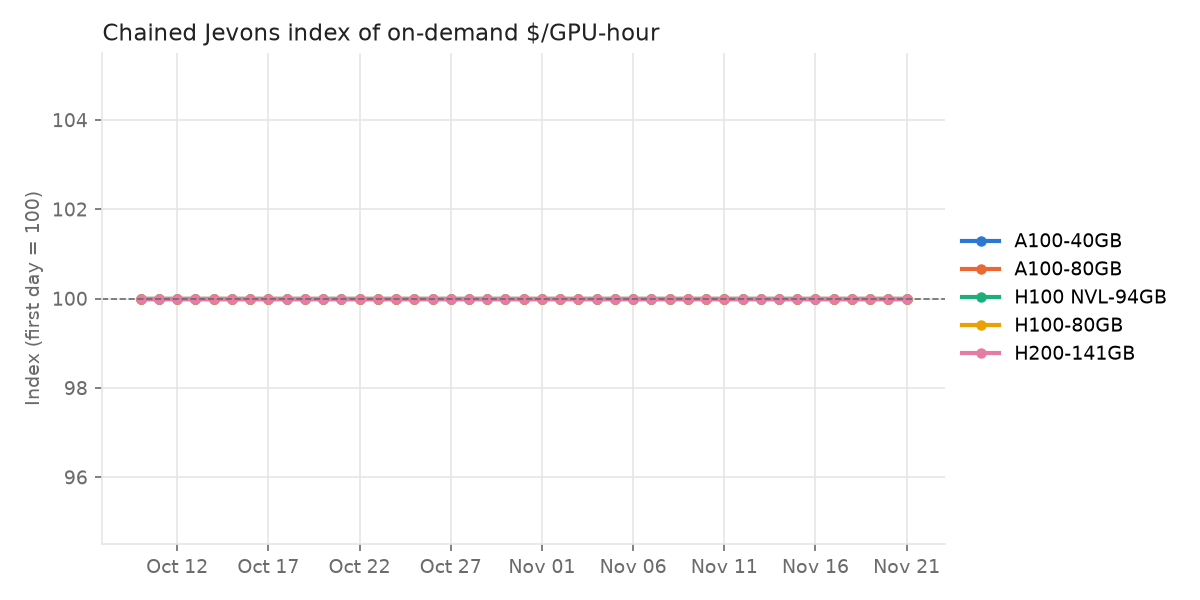 Chained Jevons index of on-demand $/GPU-hour
Index (first day = 100)
104
102
100
98
96
Oct 12
Oct 17
Oct 22
Oct 27
Nov 01
Nov 06
Nov 11
Nov 16
Nov 21
A100-40GB
A100-80GB
H100 NVL-94GB
H100-80GB
H200-141GB